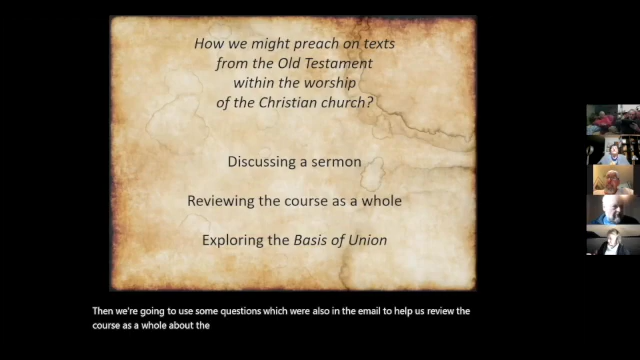 How we might preach on texts
from the Old Testament
within the worship
of the Christian church?
Discussing a sermon
Reviewing the course as a whole
Exploring the Basis of Union
Then we're going to use some questions which were also in the email to help us review the
course as a whole about the